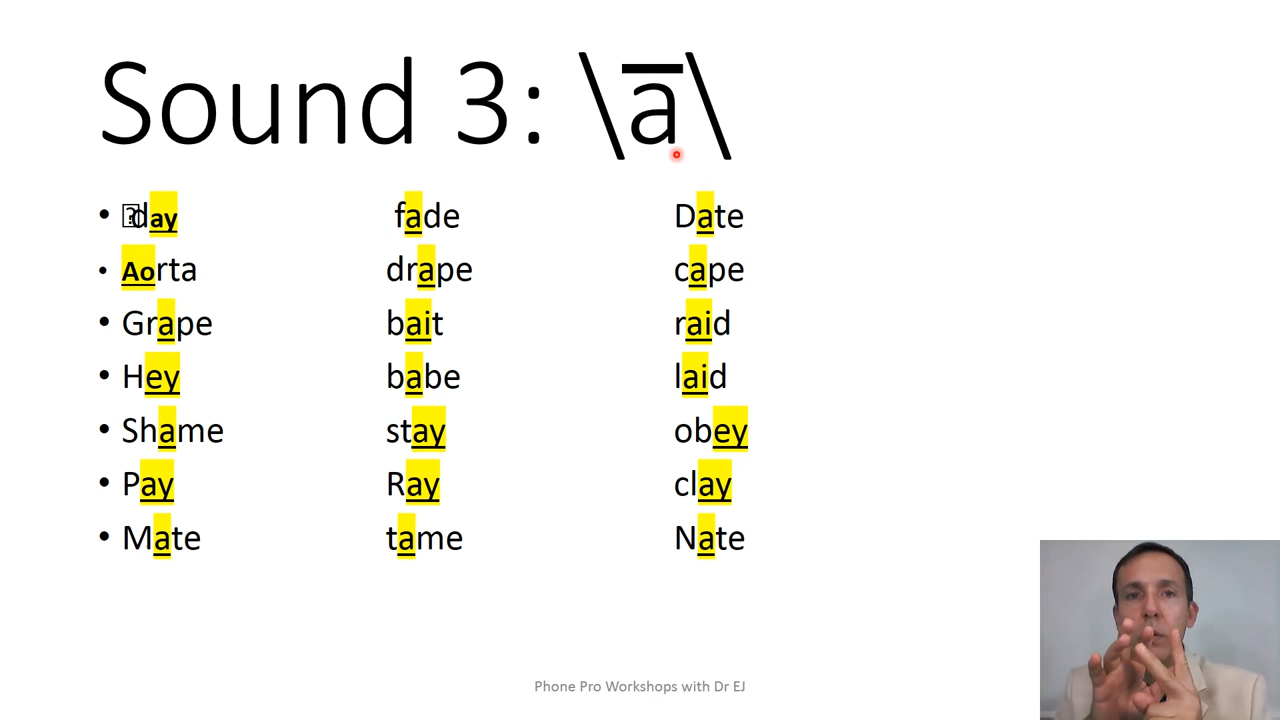 Sound 3: \ā\
• day fade Date
• Aorta drape cape
• Grape bait raid
• Hey babe laid
• Shame stay obey
• Pay Ray clay
• Mate tame Nate
Phone Pro Workshops with Dr EJ